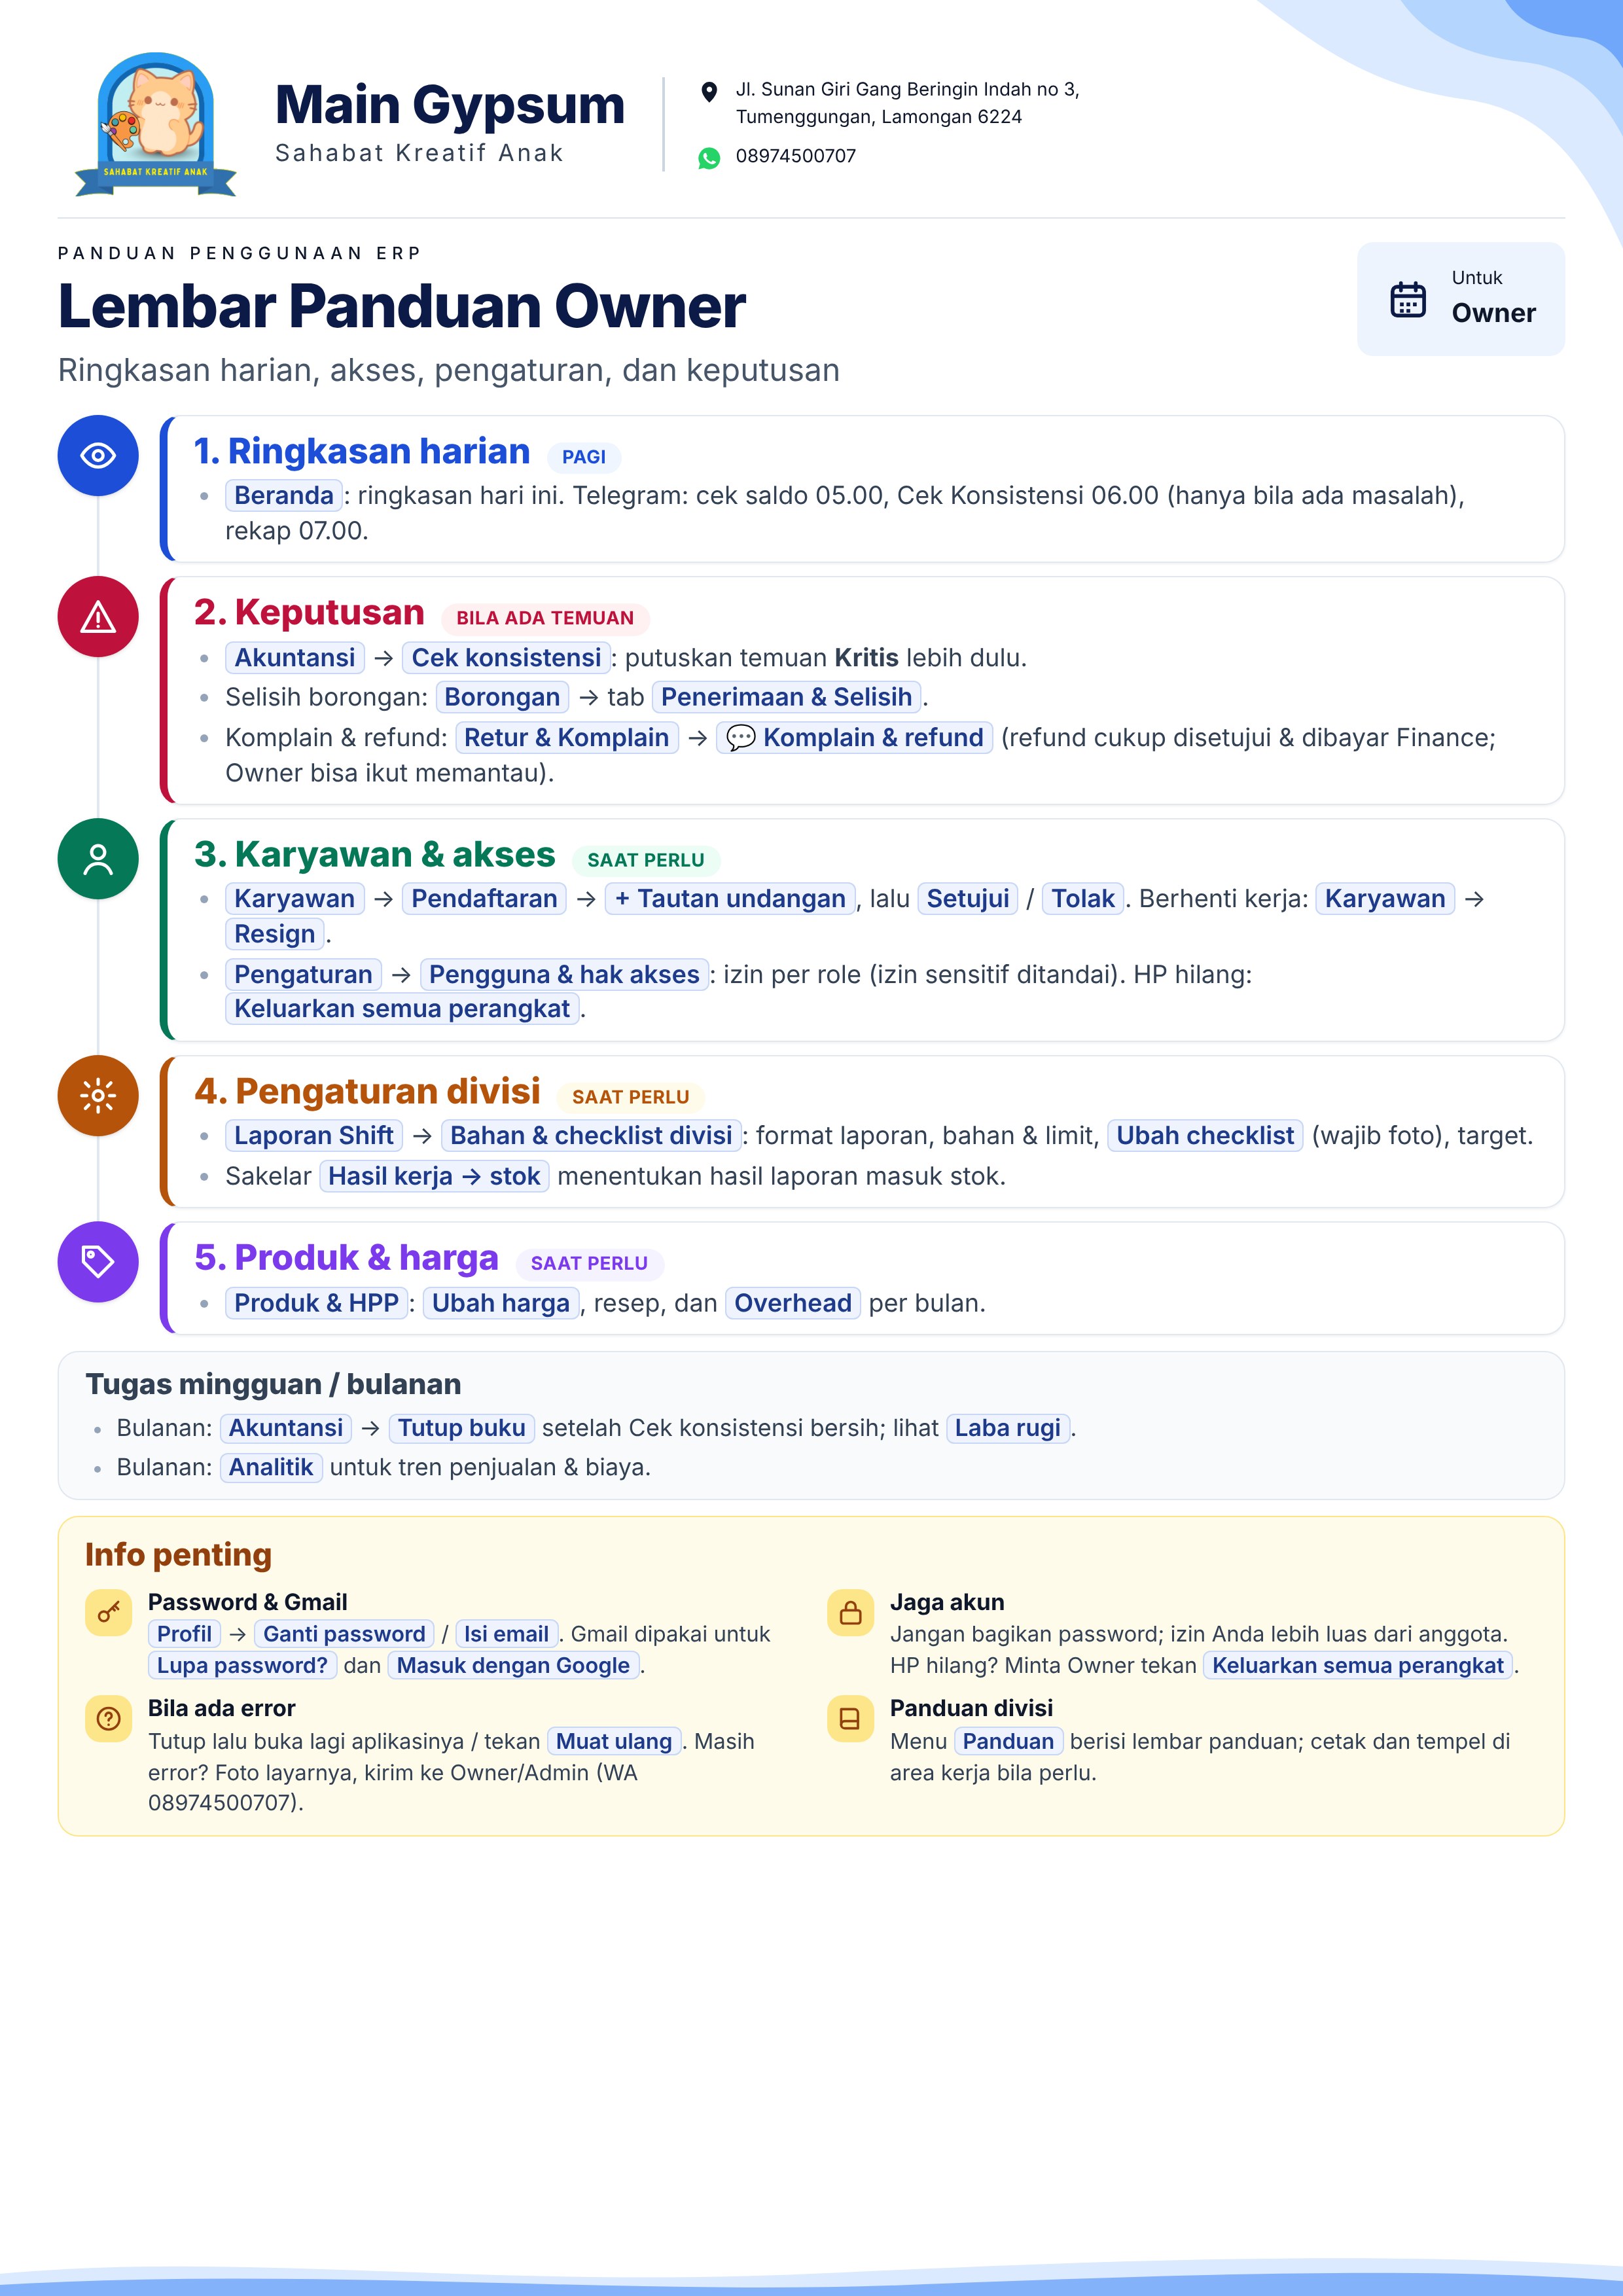 SAHABAT KREATIF ANAK
Main Gypsum
Sahabat Kreatif Anak
Jl. Sunan Giri Gang Beringin Indah no 3,
Tumenggungan, Lamongan 6224
08974500707
PANDUAN PENGGUNAAN ERP
Lembar Panduan Owner
Ringkasan harian, akses, pengaturan, dan keputusan
Untuk
Owner
1. Ringkasan harian PAGI
• Beranda : ringkasan hari ini. Telegram: cek saldo 05.00, Cek Konsistensi 06.00 (hanya bila ada masalah),
rekap 07.00.
2. Keputusan BILA ADA TEMUAN
• Akuntansi → Cek konsistensi : putuskan temuan Kritis lebih dulu.
• Selisih borongan: Borongan → tab Penerimaan & Selisih .
• Komplain & refund: Retur & Komplain → 💬 Komplain & refund (refund cukup disetujui & dibayar Finance;
Owner bisa ikut memantau).
3. Karyawan & akses SAAT PERLU
• Karyawan → Pendaftaran → + Tautan undangan , lalu Setujui / Tolak . Berhenti kerja: Karyawan →
Resign .
• Pengaturan → Pengguna & hak akses : izin per role (izin sensitif ditandai). HP hilang:
Keluarkan semua perangkat .
4. Pengaturan divisi SAAT PERLU
• Laporan Shift → Bahan & checklist divisi : format laporan, bahan & limit, Ubah checklist (wajib foto), target.
• Sakelar Hasil kerja → stok menentukan hasil laporan masuk stok.
5. Produk & harga SAAT PERLU
• Produk & HPP : Ubah harga , resep, dan Overhead per bulan.
Tugas mingguan / bulanan
• Bulanan: Akuntansi → Tutup buku setelah Cek konsistensi bersih; lihat Laba rugi .
• Bulanan: Analitik untuk tren penjualan & biaya.
Info penting
Password & Gmail
Profil → Ganti password / Isi email . Gmail dipakai untuk
Lupa password? dan Masuk dengan Google .
Jaga akun
Jangan bagikan password; izin Anda lebih luas dari anggota.
HP hilang? Minta Owner tekan Keluarkan semua perangkat .
Bila ada error
Tutup lalu buka lagi aplikasinya / tekan Muat ulang . Masih
error? Foto layarnya, kirim ke Owner/Admin (WA
08974500707).
Panduan divisi
Menu Panduan berisi lembar panduan; cetak dan tempel di
area kerja bila perlu.